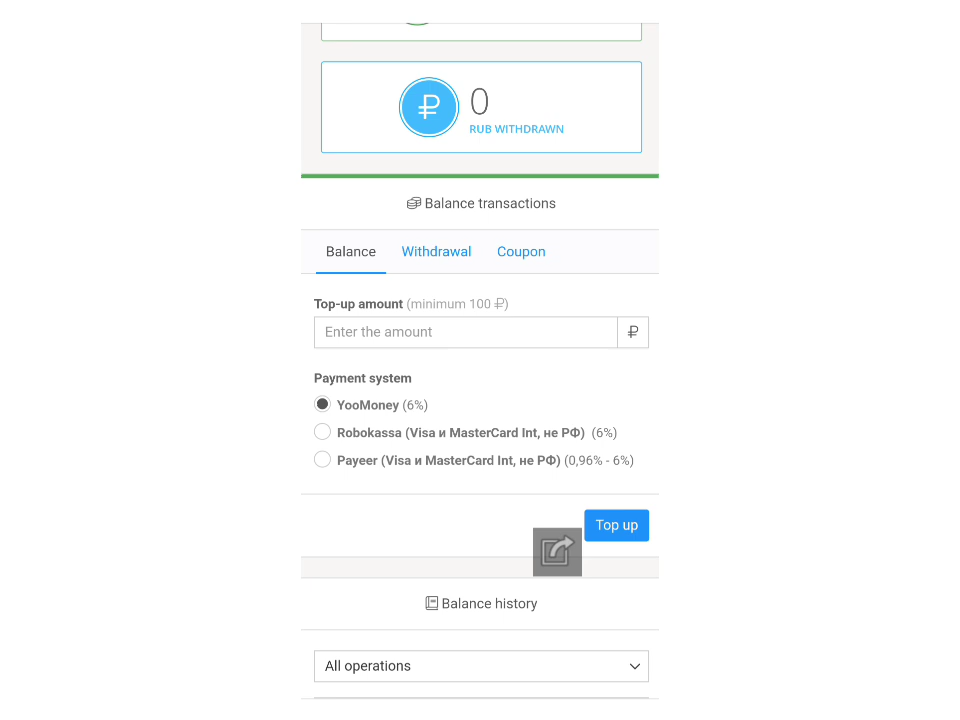 ₽ 0
RUB WITHDRAWN
Balance transactions
Balance Withdrawal Coupon
Top-up amount (minimum 100 ₽)
Enter the amount ₽
Payment system
YooMoney (6%)
Robokassa (Visa и MasterCard Int, не РФ) (6%)
Payeer (Visa и MasterCard Int, не РФ) (0,96% - 6%)
Top up
Balance history
All operations